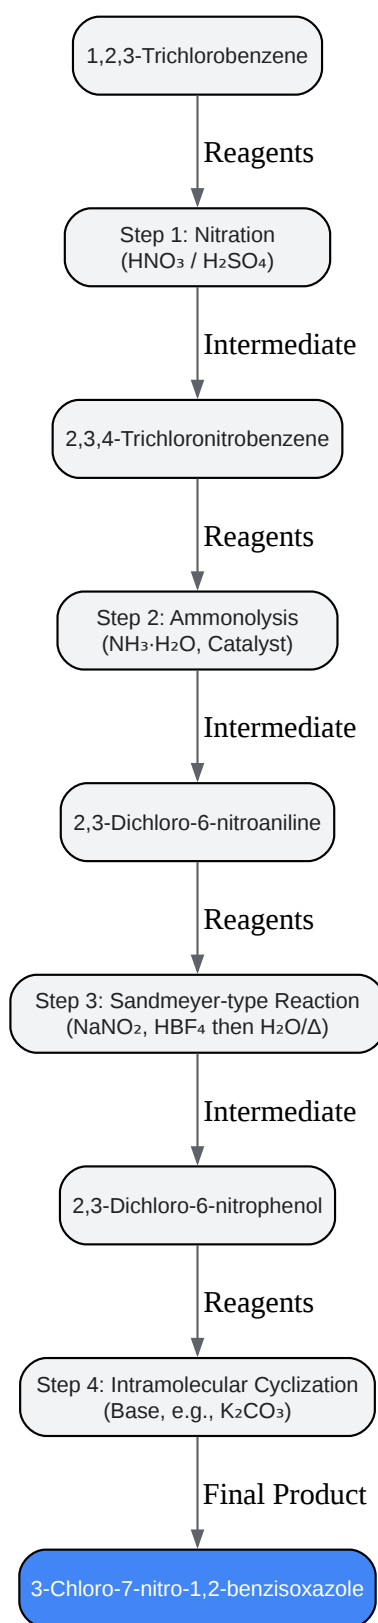 1,2,3-Trichlorobenzene
Reagents
Step 1: Nitration
(HNO₃ / H₂SO₄)
Intermediate
2,3,4-Trichloronitrobenzene
Reagents
Step 2: Ammonolysis
(NH₃·H₂O, Catalyst)
Intermediate
2,3-Dichloro-6-nitroaniline
Reagents
Step 3: Sandmeyer-type Reaction
(NaNO₂, HBF₄ then H₂O/Δ)
Intermediate
2,3-Dichloro-6-nitrophenol
Reagents
Step 4: Intramolecular Cyclization
(Base, e.g., K₂CO₃)
Final Product
3-Chloro-7-nitro-1,2-benzisoxazole